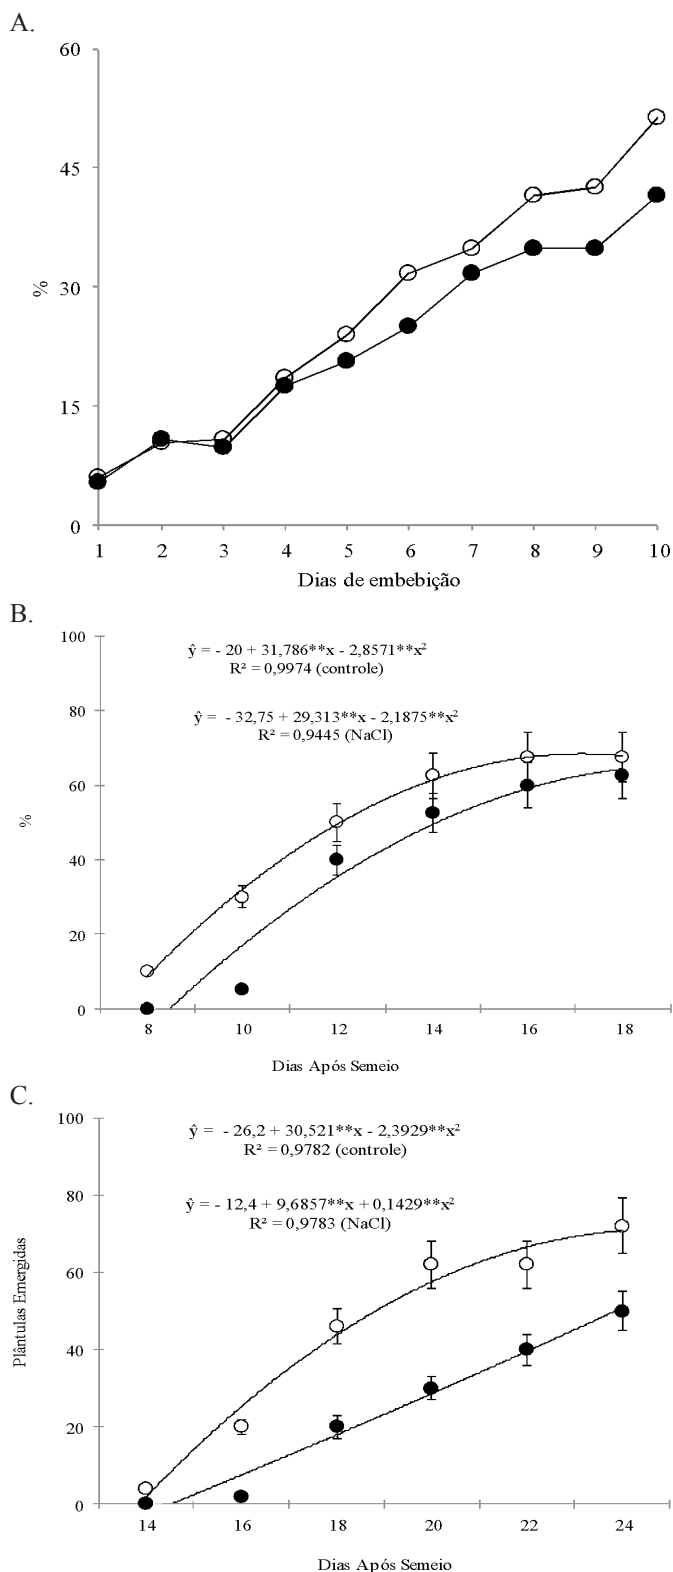 A.
60
45
30
15
0
%
1 2 3 4 5 6 7 8 9 10
Dias de embebição
B.
100
80
60
40
20
0
%
ŷ = - 20 + 31,786**x - 2,8571**x²
R² = 0,9974 (controle)
ŷ = - 32,75 + 29,313**x - 2,1875**x²
R² = 0,9445 (NaCl)
8 10 12 14 16 18
Dias Após Semeio
C.
100
80
60
40
20
0
Plântulas Emergidas
ŷ = - 26,2 + 30,521**x - 2,3929**x²
R² = 0,9782 (controle)
ŷ = - 12,4 + 9,6857**x + 0,1429**x²
R² = 0,9783 (NaCl)
14 16 18 20 22 24
Dias Após Semeio